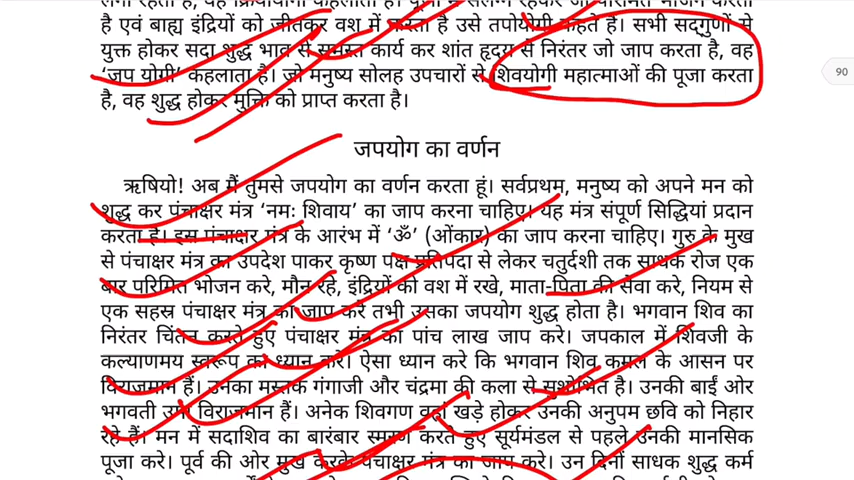 है एवं बाह्य इंद्रियों को जीतकर वश में करता है उसे तपोयोगी कहते हैं। सभी सद्गुणों से
युक्त होकर सदा शुद्ध भाव से समस्त कार्य कर शांत हृदय से निरंतर जो जाप करता है, वह
‘जप योगी’ कहलाता है। जो मनुष्य सोलह उपचारों से शिवयोगी महात्माओं की पूजा करता
है, वह शुद्ध होकर मुक्ति को प्राप्त करता है।
90
जपयोग का वर्णन
ऋषियो! अब मैं तुमसे जपयोग का वर्णन करता हूं। सर्वप्रथम, मनुष्य को अपने मन को
शुद्ध कर पंचाक्षर मंत्र ‘नमः शिवाय’ का जाप करना चाहिए। यह मंत्र संपूर्ण सिद्धियां प्रदान
करता है। इस पंचाक्षर मंत्र के आरंभ में ‘ॐ’ (ओंकार) का जाप करना चाहिए। गुरु के मुख
से पंचाक्षर मंत्र का उपदेश पाकर कृष्ण पक्ष प्रतिपदा से लेकर चतुर्दशी तक साधक रोज एक
बार परिमित भोजन करे, मौन रहे, इंद्रियों को वश में रखे, माता-पिता की सेवा करे, नियम से
एक सहस्र पंचाक्षर मंत्र का जाप करे तभी उसका जपयोग शुद्ध होता है। भगवान शिव का
निरंतर चिंतन करते हुए पंचाक्षर मंत्र का पांच लाख जाप करे। जपकाल में शिवजी के
कल्याणमय स्वरूप का ध्यान करे। ऐसा ध्यान करे कि भगवान शिव कमल के आसन पर
विराजमान हैं। उनका मस्तक गंगाजी और चंद्रमा की कला से सुशोभित है। उनकी बाईं ओर
भगवती उमा विराजमान हैं। अनेक शिवगण वहां खड़े होकर उनकी अनुपम छवि को निहार
रहे हैं। मन में सदाशिव का बारंबार स्मरण करते हुए सूर्यमंडल से पहले उनकी मानसिक
पूजा करे। पूर्व की ओर मुख करके पंचाक्षर मंत्र का जाप करे। उन दिनों साधक शुद्ध कर्म